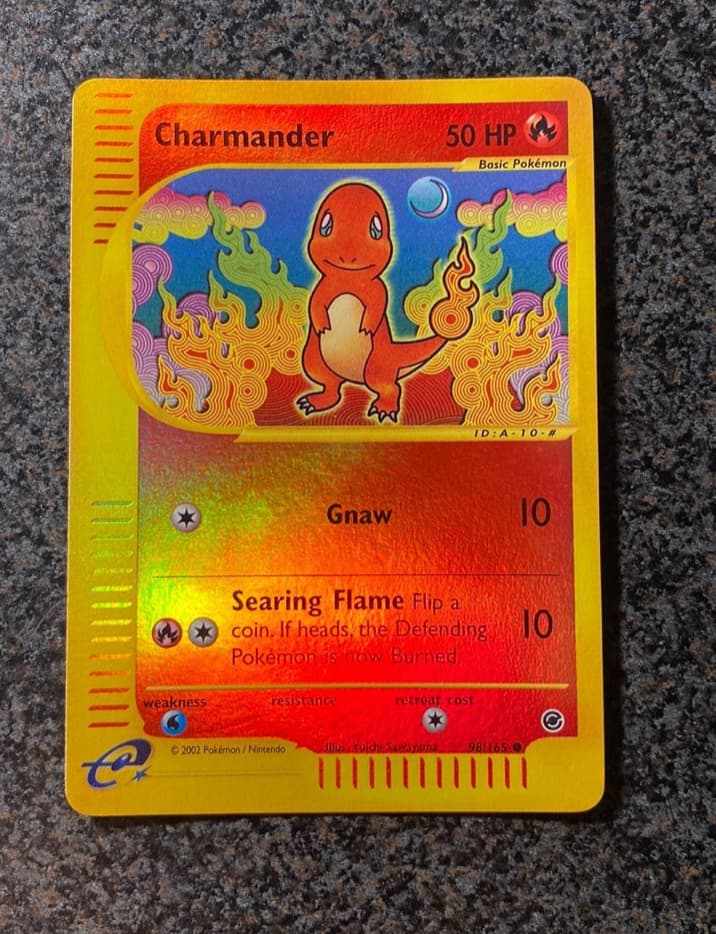 Charmander 50 HP
Basic Pokémon
ID:A-10-#
Gnaw 10
Searing Flame Flip a
coin. If heads, the Defending 10
Pokémon is now Burned.
weakness resistance retreat cost
© 2002 Pokémon / Nintendo Illus. Yuichi Sawayama 98/165
e